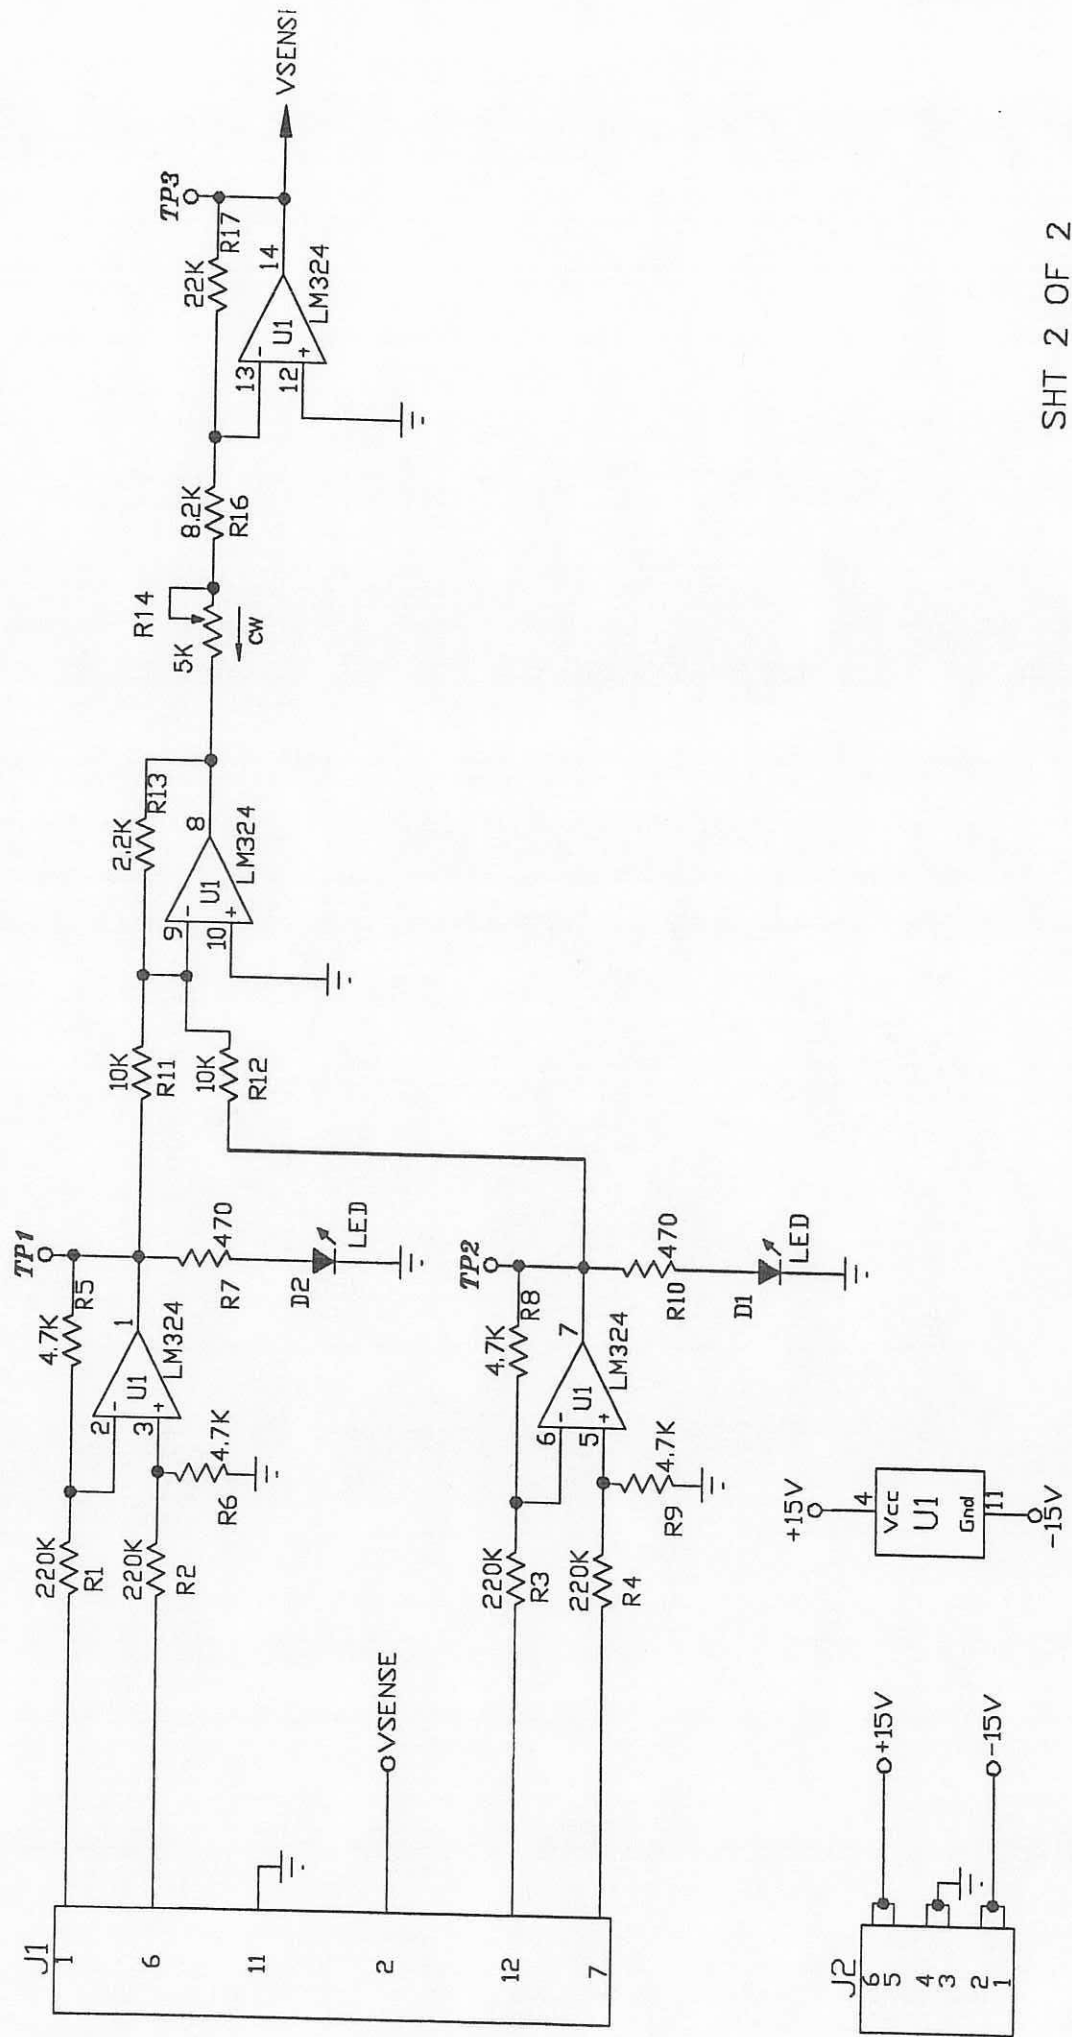 J1
1
6
11
2
12
7
220K
R1
220K
R2
VSENSE
220K
R3
220K
R4
2
3
-
+
U1
1
LM324
4.7K
R5
TP1
R6
4.7K
R7
470
D2
LED
6
5
-
+
U1
7
LM324
4.7K
R8
TP2
R9
4.7K
R10
470
D1
LED
10K
R11
10K
R12
9
10
-
+
U1
8
LM324
2.2K
R13
R14
5K
CW
8.2K
R16
13
12
-
+
U1
14
LM324
22K
R17
TP3
VSENSI
J2
6
5
4
3
2
1
+15V
-15V
+15V
4
Vcc
U1
Gnd
11
-15V
SHT 2 OF 2